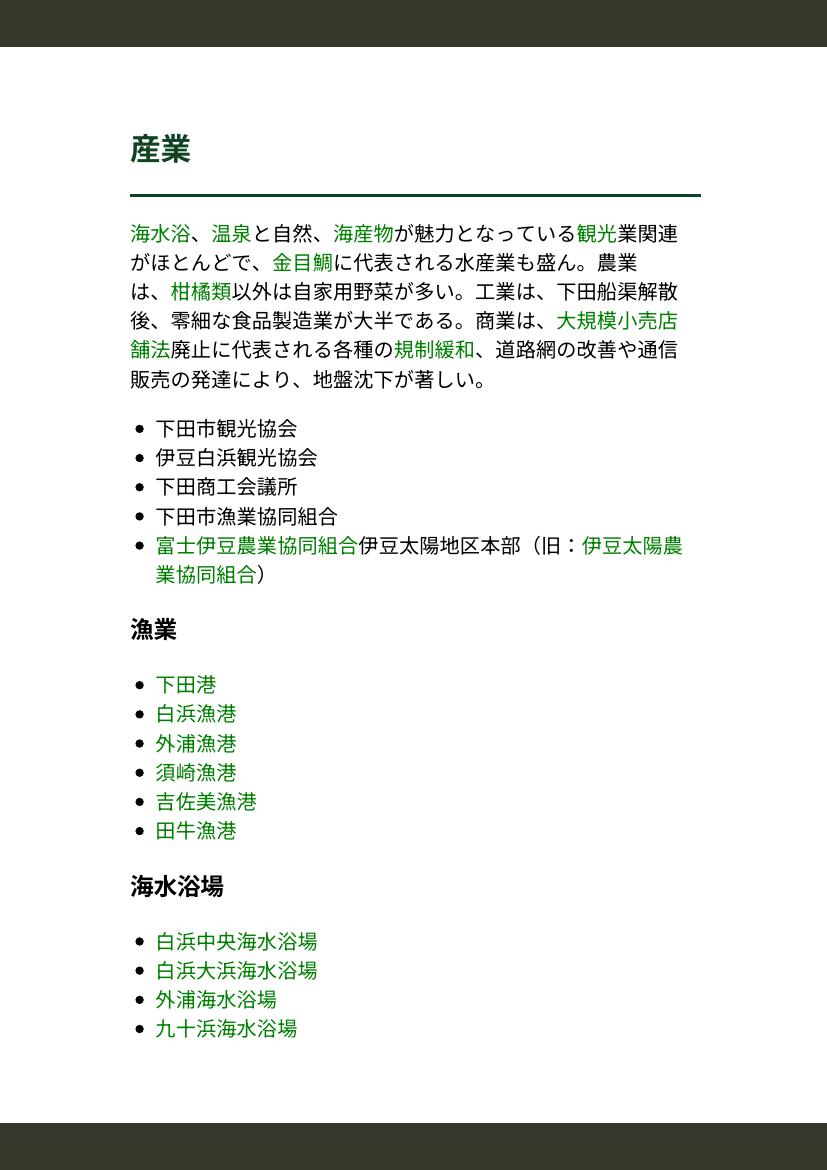 産業
海水浴、温泉と自然、海産物が魅力となっている観光業関連
がほとんどで、金目鯛に代表される水産業も盛ん。農業
は、柑橘類以外は自家用野菜が多い。工業は、下田船渠解散
後、零細な食品製造業が大半である。商業は、大規模小売店
舗法廃止に代表される各種の規制緩和、道路網の改善や通信
販売の発達により、地盤沈下が著しい。
下田市観光協会
伊豆白浜観光協会
下田商工会議所
下田市漁業協同組合
富士伊豆農業協同組合伊豆太陽地区本部（旧：伊豆太陽農
業協同組合）
漁業
下田港
白浜漁港
外浦漁港
須崎漁港
吉佐美漁港
田牛漁港
海水浴場
白浜中央海水浴場
白浜大浜海水浴場
外浦海水浴場
九十浜海水浴場